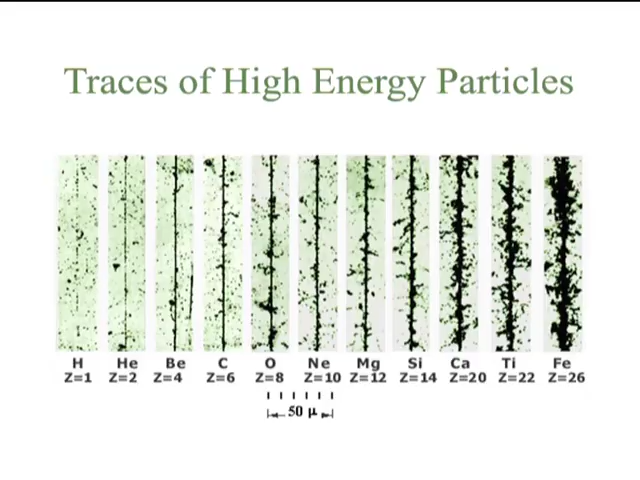 Traces of High Energy Particles
H He Be C O Ne Mg Si Ca Ti Fe
Z=1 Z=2 Z=4 Z=6 Z=8 Z=10 Z=12 Z=14 Z=20 Z=22 Z=26
50 μ